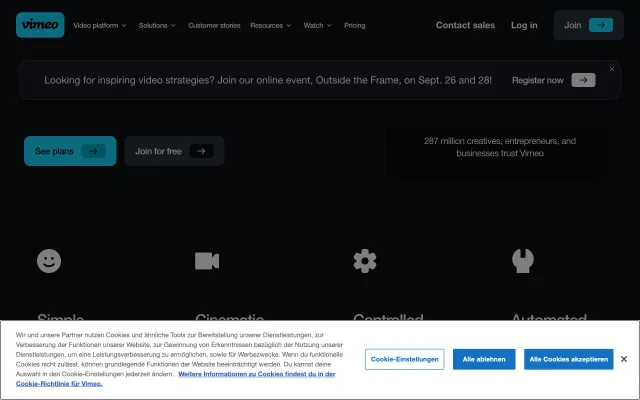 vimeo
Video platform
Solutions
Customer stories
Resources
Watch
Pricing
Contact sales
Log in
Join
Looking for inspiring video strategies? Join our online event, Outside the Frame, on Sept. 26 and 28!
Register now
See plans
Join for free
287 million creatives, entrepreneurs, and
businesses trust Vimeo
Simple
Cinematic
Controlled
Automated
Wir und unsere Partner nutzen Cookies und ähnliche Tools zur Bereitstellung unserer Dienstleistungen, zur
Verbesserung der Funktionen unserer Website, zur Gewinnung von Erkenntnissen bezüglich der Nutzung unserer
Dienstleistungen, um eine Leistungsverbesserung zu ermöglichen, sowie für Werbezwecke. Wenn du funktionelle
Cookies nicht zulässt, können grundlegende Funktionen der Website beeinträchtigt werden. Du kannst deine
Auswahl in den Cookie-Einstellungen jederzeit ändern. Weitere Informationen zu Cookies findest du in der
Cookie-Richtlinie für Vimeo.
Cookie-Einstellungen
Alle ablehnen
Alle Cookies akzeptieren